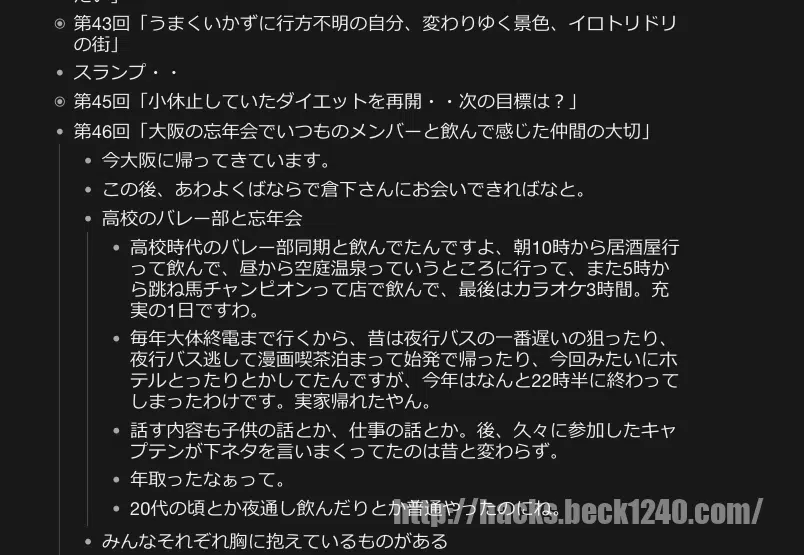 第43回「うまくいかずに行方不明の自分、変わりゆく景色、イロトリドリ
の街」
スランプ・・
第45回「小休止していたダイエットを再開・・次の目標は？」
第46回「大阪の忘年会でいつものメンバーと飲んで感じた仲間の大切」
今大阪に帰ってきています。
この後、あわよくばならで倉下さんにお会いできればなと。
高校のバレー部と忘年会
高校時代のバレー部同期と飲んでたんですよ、朝10時から居酒屋行
って飲んで、昼から空庭温泉っていうところに行って、また5時か
ら跳ね馬チャンピオンって店で飲んで、最後はカラオケ3時間。充
実の1日ですわ。
毎年大体終電まで行くから、昔は夜行バスの一番遅いの狙ったり、
夜行バス逃して漫画喫茶泊まって始発で帰ったり、今回みたいにホ
テルとったりとかしてたんですが、今年はなんと22時半に終わって
しまったわけです。実家帰れたやん。
話す内容も子供の話とか、仕事の話とか。後、久々に参加したキャ
プテンが下ネタを言いまくってたのは昔と変わらず。
年取ったなぁって。
20代の頃とか夜通し飲んだりとか普通やったのにね。
http://hacks.beck1240.com/
みんなそれぞれ胸に抱えているものがある